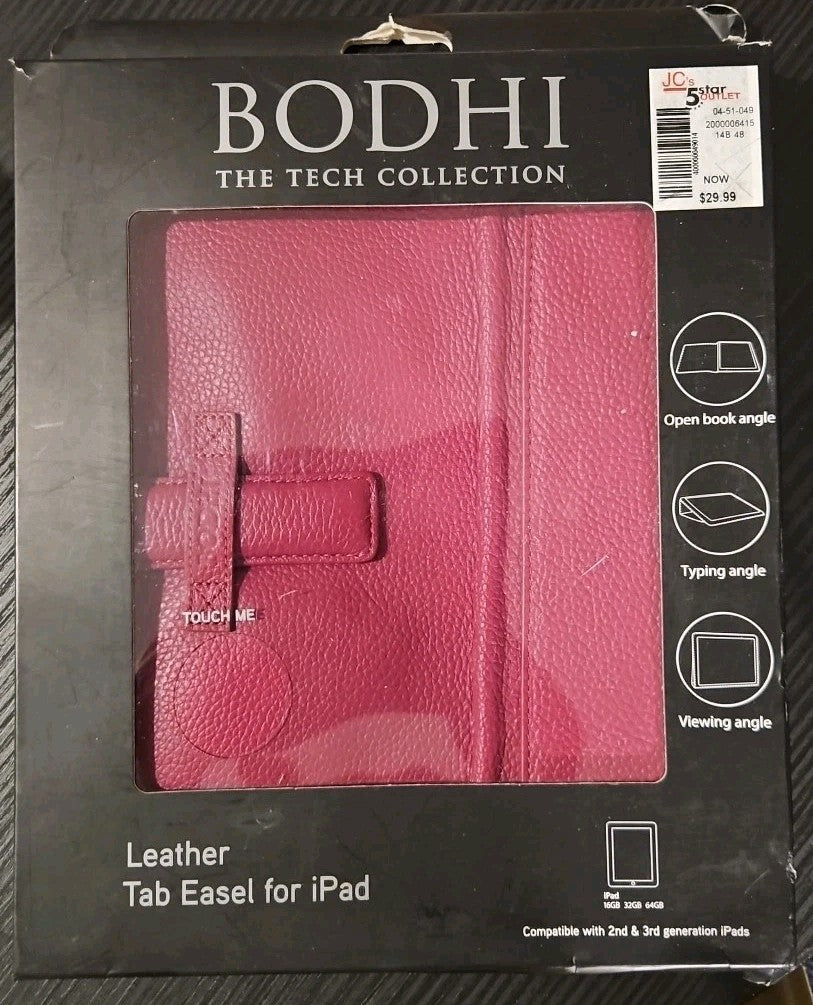 BODHI
THE TECH COLLECTION
JC's
5star
OUTLET
04-51-049
2000006415
14B 48
400000049014
NOW
$29.99
Open book angle
Typing angle
TOUCH ME
Viewing angle
Leather
Tab Easel for iPad
iPad
16GB 32GB 64GB
Compatible with 2nd & 3rd generation iPads